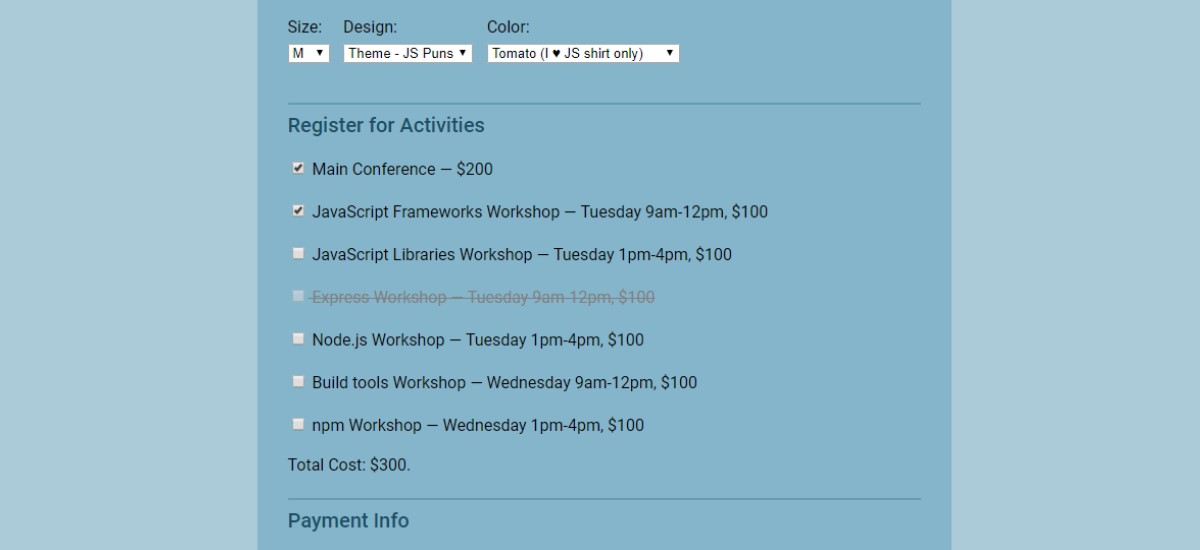 Size: Design: Color:
M Theme - JS Puns Tomato (I ♥ JS shirt only)
Register for Activities
Main Conference — $200
JavaScript Frameworks Workshop — Tuesday 9am-12pm, $100
JavaScript Libraries Workshop — Tuesday 1pm-4pm, $100
Express Workshop — Tuesday 9am-12pm, $100
Node.js Workshop — Tuesday 1pm-4pm, $100
Build tools Workshop — Wednesday 9am-12pm, $100
npm Workshop — Wednesday 1pm-4pm, $100
Total Cost: $300.
Payment Info